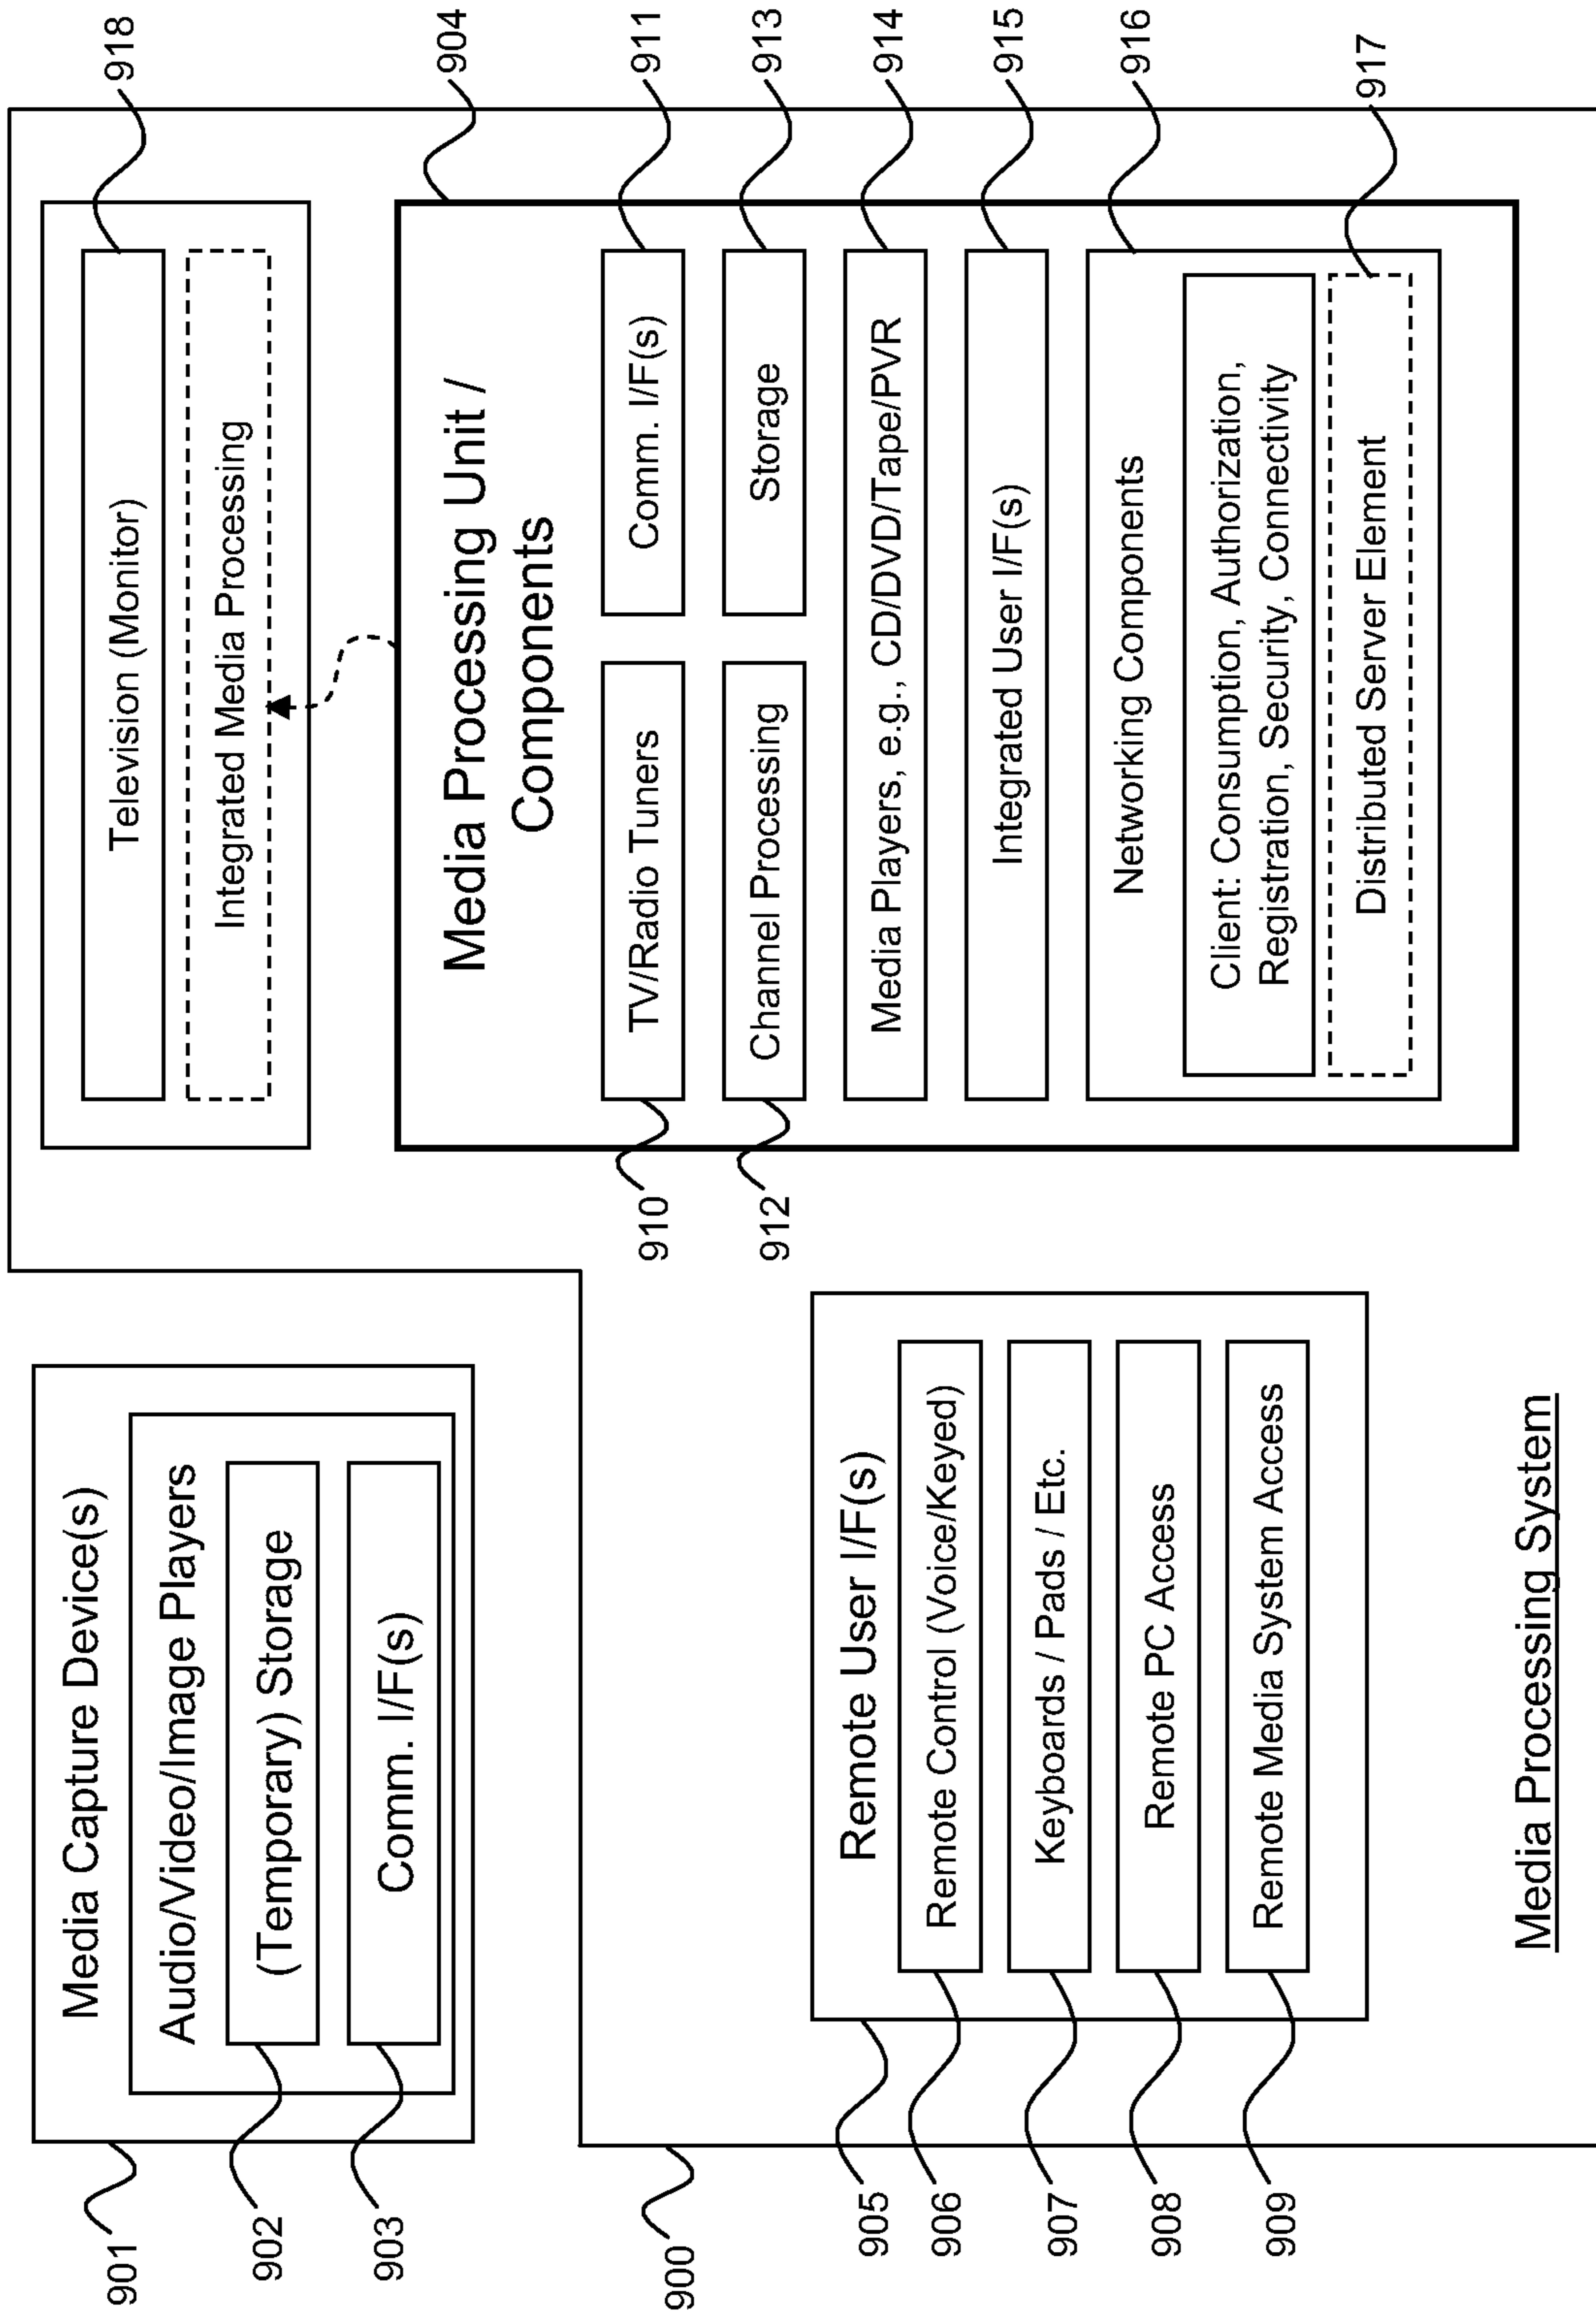 Media Capture Device(s)
Audio/Video/Image Players
(Temporary) Storage
Comm. I/F(s)
901
902
903
900
Remote User I/F(s)
Remote Control (Voice/Keyed)
Keyboards / Pads / Etc.
Remote PC Access
Remote Media System Access
905
906
907
908
909
Media Processing System
Television (Monitor)
Integrated Media Processing
918
Media Processing Unit /
Components
904
TV/Radio Tuners
910
Comm. I/F(s)
911
Channel Processing
912
Storage
913
Media Players, e.g., CD/DVD/Tape/PVR
914
Integrated User I/F(s)
915
Networking Components
916
Client: Consumption, Authorization,
Registration, Security, Connectivity
Distributed Server Element
917